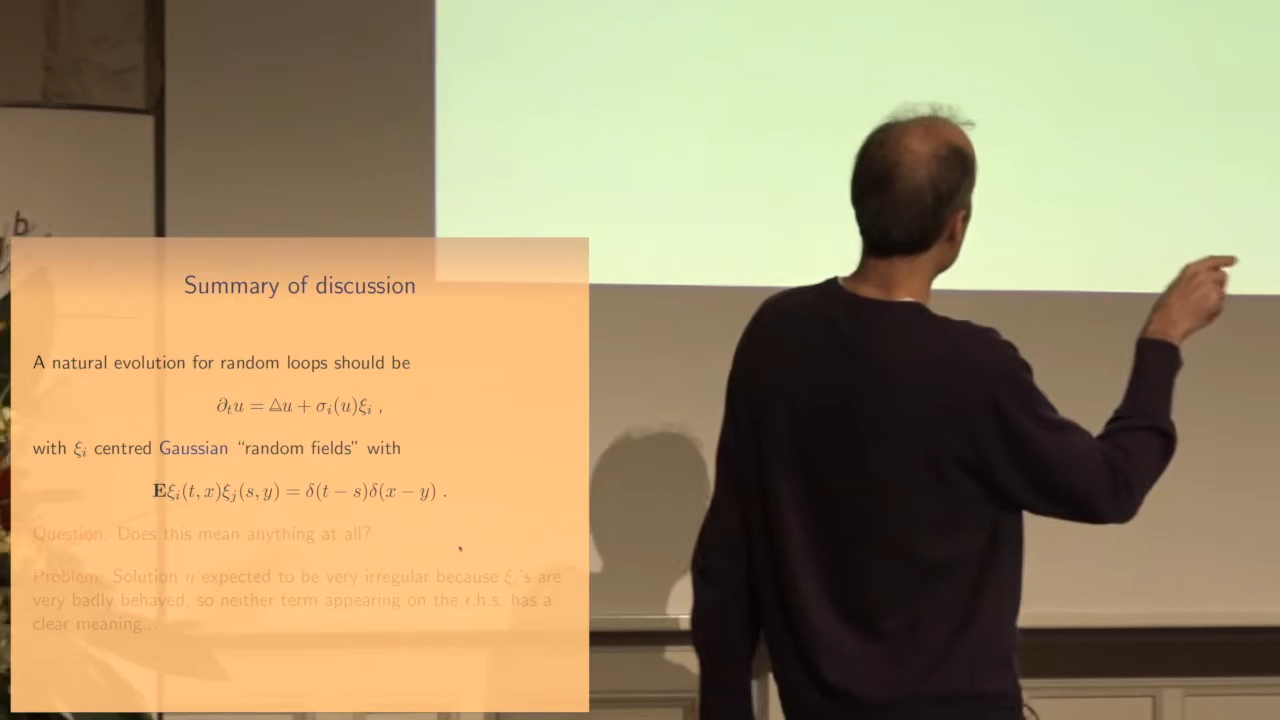 b
Summary of discussion
A natural evolution for random loops should be
∂ₜu = △u + σᵢ(u)ξᵢ ,
with ξᵢ centred Gaussian “random fields” with
𝐄ξᵢ(t, x)ξⱼ(s, y) = δ(t − s)δ(x − y) .
Question: Does this mean anything at all?
Problem: Solution u expected to be very irregular because ξᵢ's are
very badly behaved, so neither term appearing on the r.h.s. has a
clear meaning...